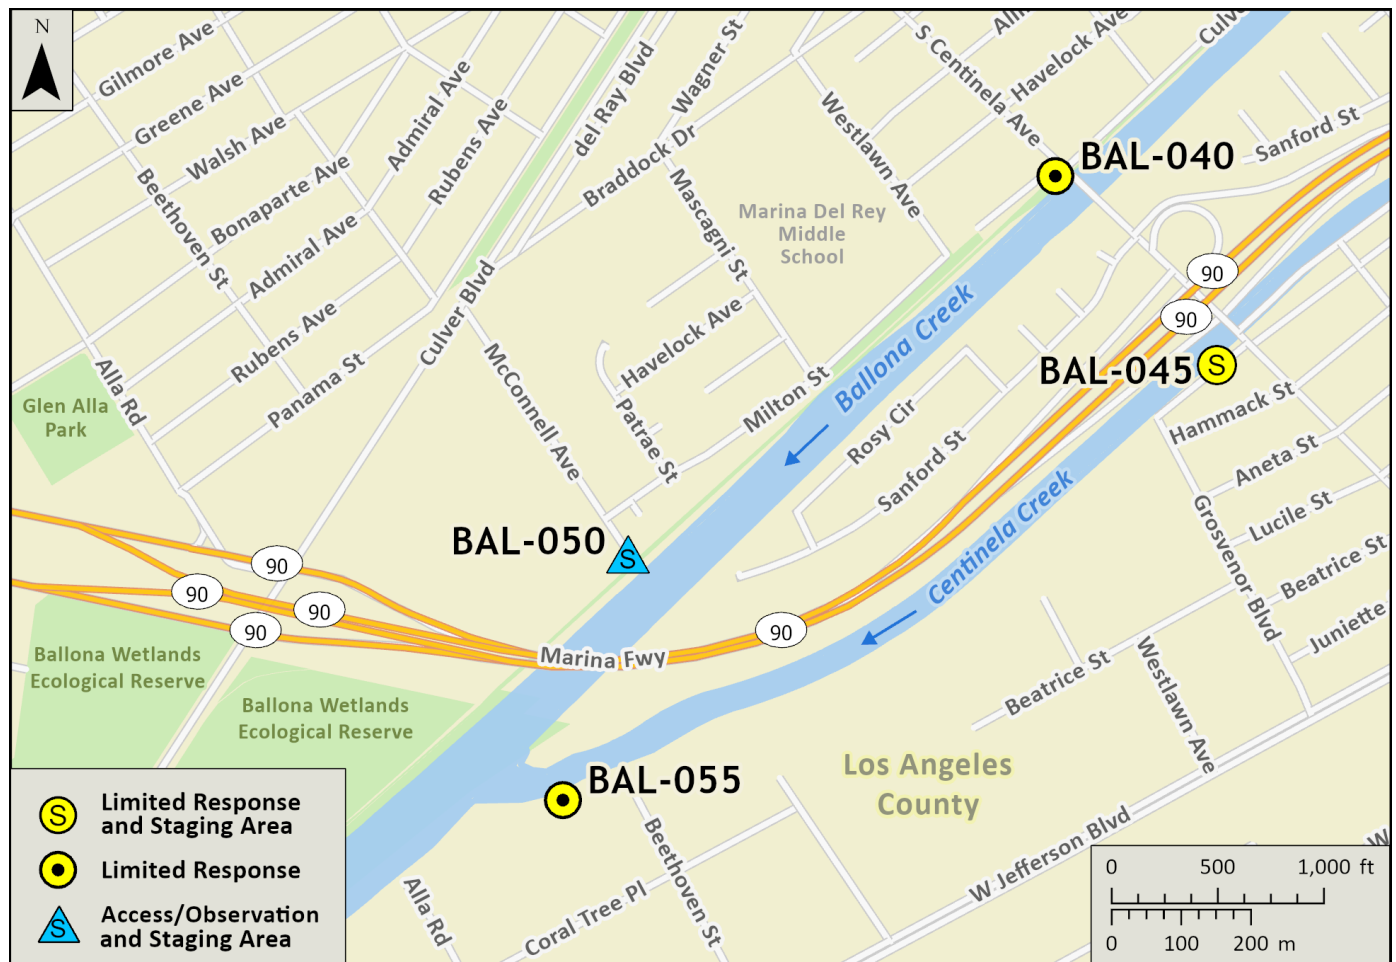 N
Gilmore Ave
Greene Ave
Walsh Ave
Bonaparte Ave
Admiral Ave
Rubens Ave
Panama St
Beethoven St
Admiral Ave
Rubens Ave
del Ray Blvd
Wagner St
Braddock Dr
Culver Blvd
Mascagni St
Westlawn Ave
S Centinela Ave
Havelock Ave
Sanford St
BAL-040
Marina Del Rey
Middle
School
90
90
BAL-045
S
Hammack St
Aneta St
Lucile St
Beatrice St
Juniette
Grosvenor Blvd
Ballona Creek
Havelock Ave
Milton St
Patrae St
McConnell Ave
Rosy Cir
Sanford St
Centinela Creek
Alla Rd
Glen Alla
Park
BAL-050
S
90
90
90
90
90
Marina Fwy
Ballona Wetlands
Ecological Reserve
Ballona Wetlands
Ecological Reserve
BAL-055
Beatrice St
Westlawn Ave
Los Angeles
County
W Jefferson Blvd
Beethoven St
Coral Tree Pl
Alla Rd
S
Limited Response
and Staging Area
Limited Response
S
Access/Observation
and Staging Area
0 500 1,000 ft
0 100 200 m